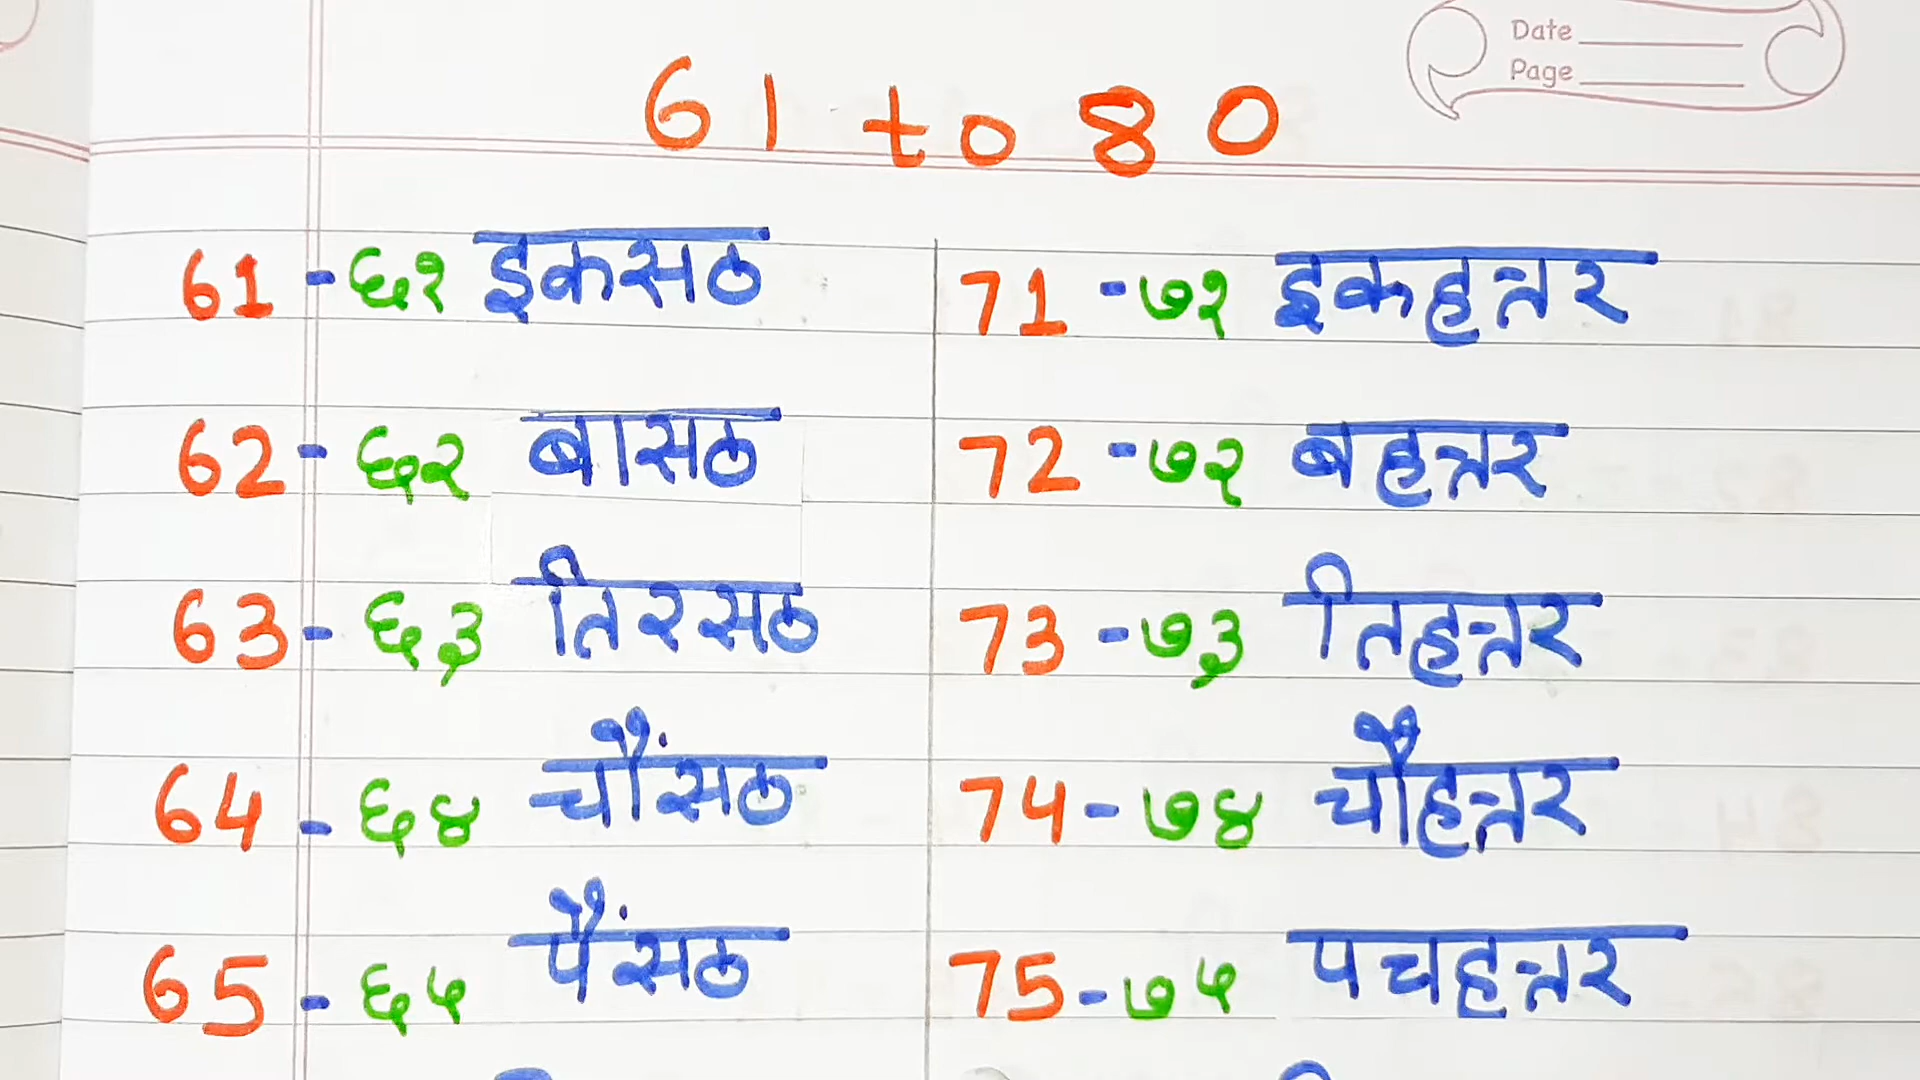 Date
Page
61 to 80
61 - ६१ इकसठ
62 - ६२ बासठ
63 - ६३ तिरसठ
64 - ६४ चौंसठ
65 - ६५ पैंसठ
71 - ७१ इकहत्तर
72 - ७२ बहत्तर
73 - ७३ तिहत्तर
74 - ७४ चौहत्तर
75 - ७५ पचहत्तर